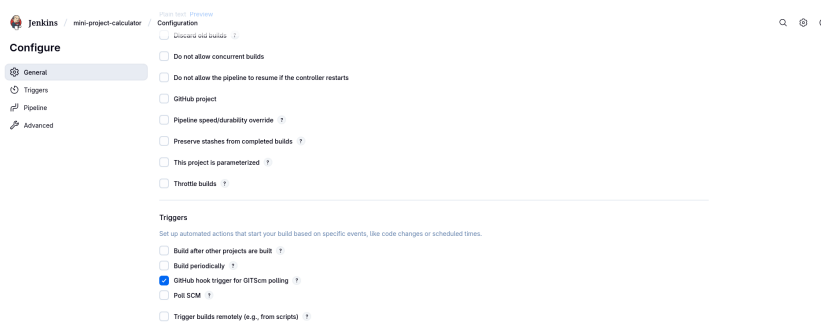 Plain text Preview
Jenkins / mini-project-calculator / Configuration
Configure
General
Triggers
Pipeline
Advanced
Discard old builds ?
Do not allow concurrent builds
Do not allow the pipeline to resume if the controller restarts
GitHub project
Pipeline speed/durability override ?
Preserve stashes from completed builds ?
This project is parameterized ?
Throttle builds ?
Triggers
Set up automated actions that start your build based on specific events, like code changes or scheduled times.
Build after other projects are built ?
Build periodically ?
GitHub hook trigger for GITScm polling ?
Poll SCM ?
Trigger builds remotely (e.g., from scripts) ?